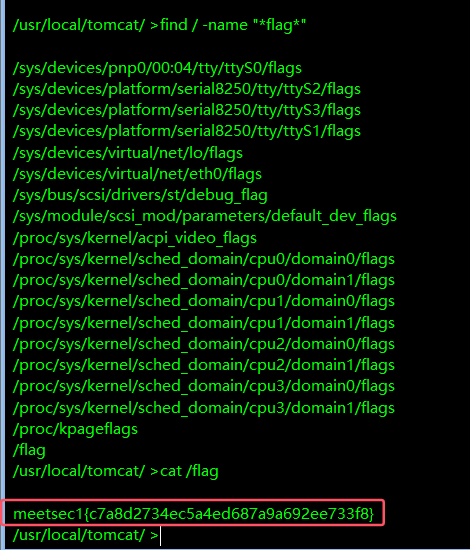 /usr/local/tomcat/ >find / -name "*flag*"
/sys/devices/pnp0/00:04/tty/ttyS0/flags
/sys/devices/platform/serial8250/tty/ttyS2/flags
/sys/devices/platform/serial8250/tty/ttyS3/flags
/sys/devices/platform/serial8250/tty/ttyS1/flags
/sys/devices/virtual/net/lo/flags
/sys/devices/virtual/net/eth0/flags
/sys/bus/scsi/drivers/st/debug_flag
/sys/module/scsi_mod/parameters/default_dev_flags
/proc/sys/kernel/acpi_video_flags
/proc/sys/kernel/sched_domain/cpu0/domain0/flags
/proc/sys/kernel/sched_domain/cpu0/domain1/flags
/proc/sys/kernel/sched_domain/cpu1/domain0/flags
/proc/sys/kernel/sched_domain/cpu1/domain1/flags
/proc/sys/kernel/sched_domain/cpu2/domain0/flags
/proc/sys/kernel/sched_domain/cpu2/domain1/flags
/proc/sys/kernel/sched_domain/cpu3/domain0/flags
/proc/sys/kernel/sched_domain/cpu3/domain1/flags
/proc/kpageflags
/flag
/usr/local/tomcat/ >cat /flag
meetsec1{c7a8d2734ec5a4ed687a9a692ee733f8}
/usr/local/tomcat/ >